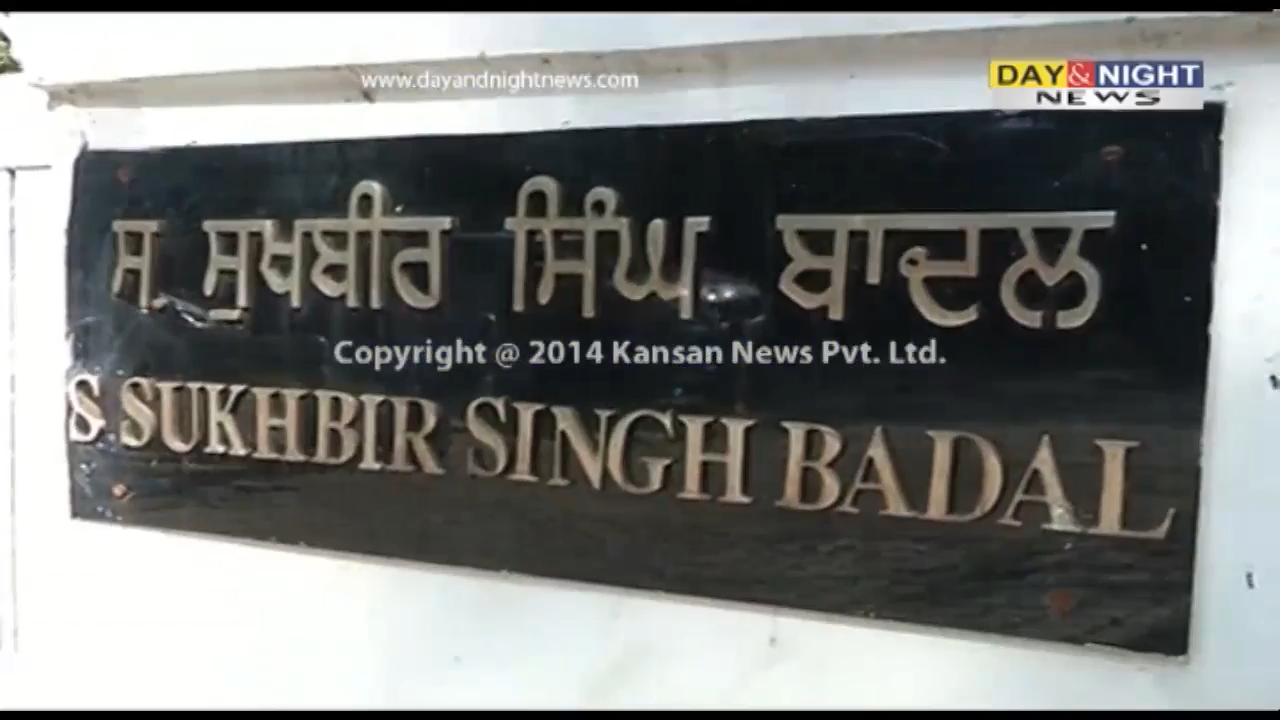 www.dayandnightnews.com
DAY & NIGHT
NEWS
ਸ. ਸੁਖਬੀਰ ਸਿੰਘ ਬਾਦਲ
Copyright @ 2014 Kansan News Pvt. Ltd.
S SUKHBIR SINGH BADAL